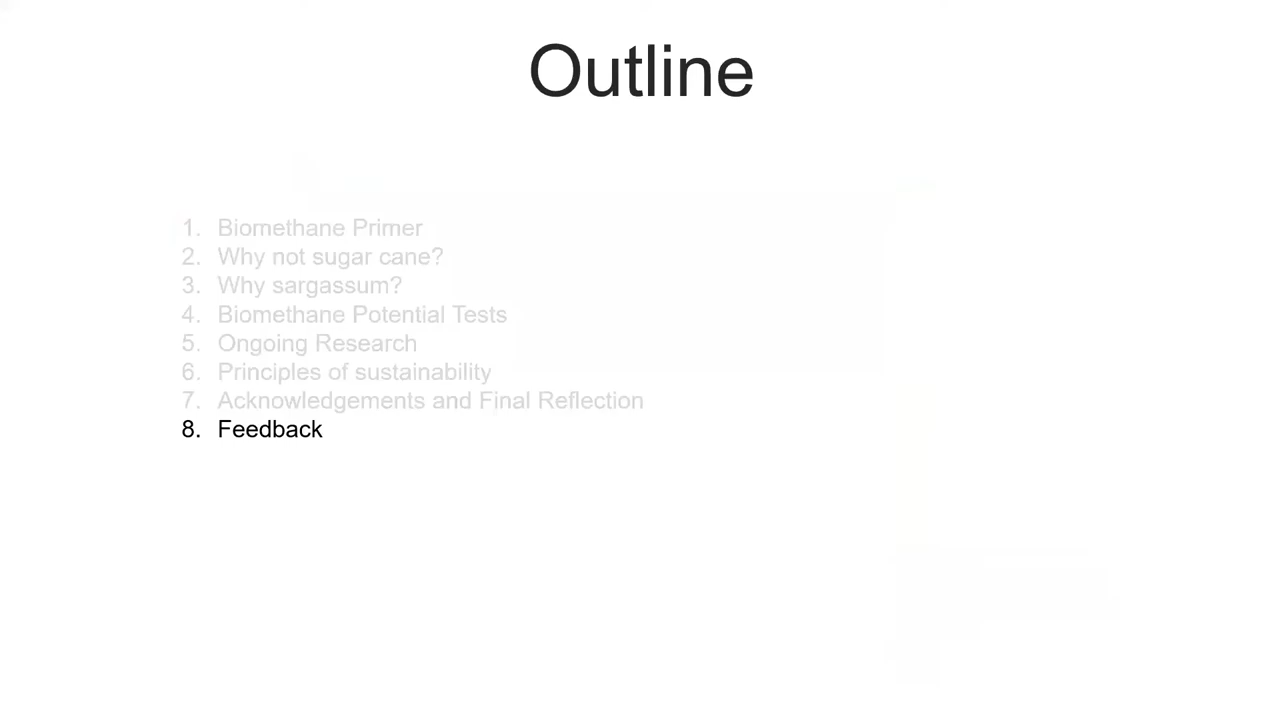 Outline
1. Biomethane Primer
2. Why not sugar cane?
3. Why sargassum?
4. Biomethane Potential Tests
5. Ongoing Research
6. Principles of sustainability
7. Acknowledgements and Final Reflection
8. Feedback